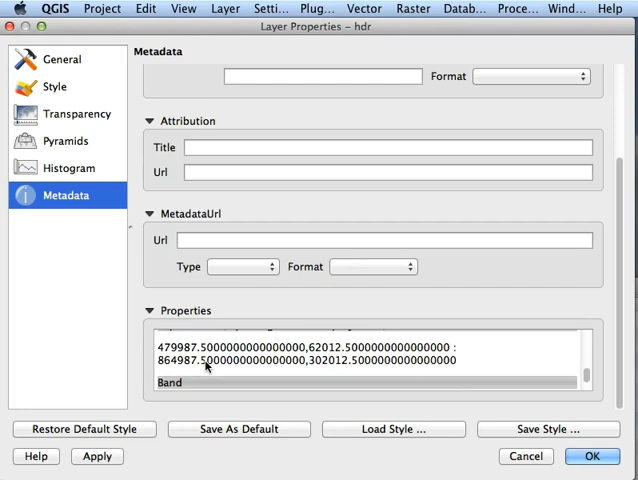 QGIS Project Edit View Layer Setti... Plug... Vector Raster Datab... Proce... Wind... Help
Layer Properties - hdr
General
Style
Transparency
Pyramids
Histogram
Metadata
Metadata
Format
Attribution
Title
Url
MetadataUrl
Url
Type Format
Properties
479987.5000000000000000,62012.5000000000000000 :
864987.5000000000000000,302012.5000000000000000
Band
Restore Default Style Save As Default Load Style ... Save Style ...
Help Apply Cancel OK